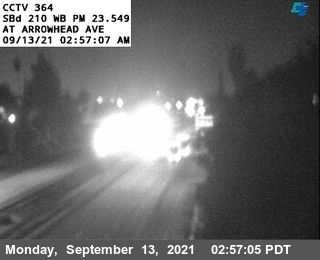 CCTV 364
SBd 210 WB PM 23.549
AT ARROWHEAD AVE
09/13/21 02:57:07 AM
Monday, September 13, 2021 02:57:05 PDT